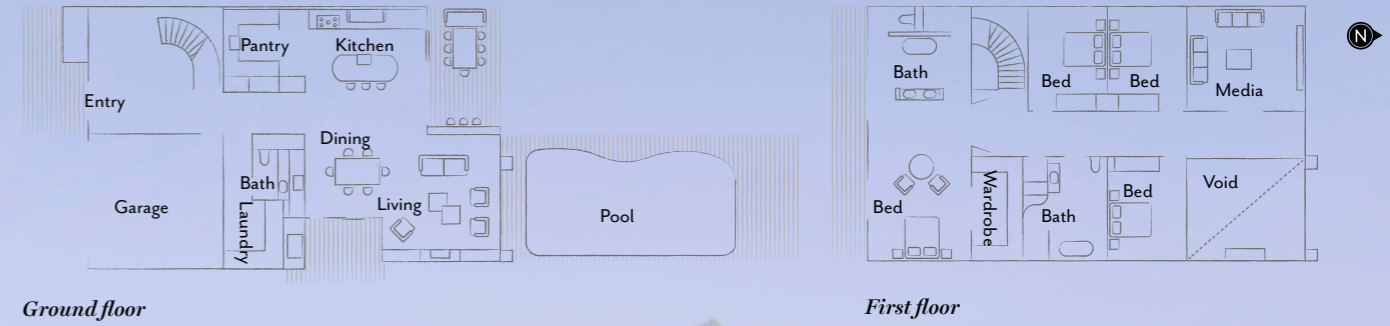 Pantry
Kitchen
Entry
Dining
Bath
Garage
Living
Laundry
Pool
Ground floor
Bath
Bed
Bed
Media
Wardrobe
Bed
Bath
Bed
Void
First floor
N